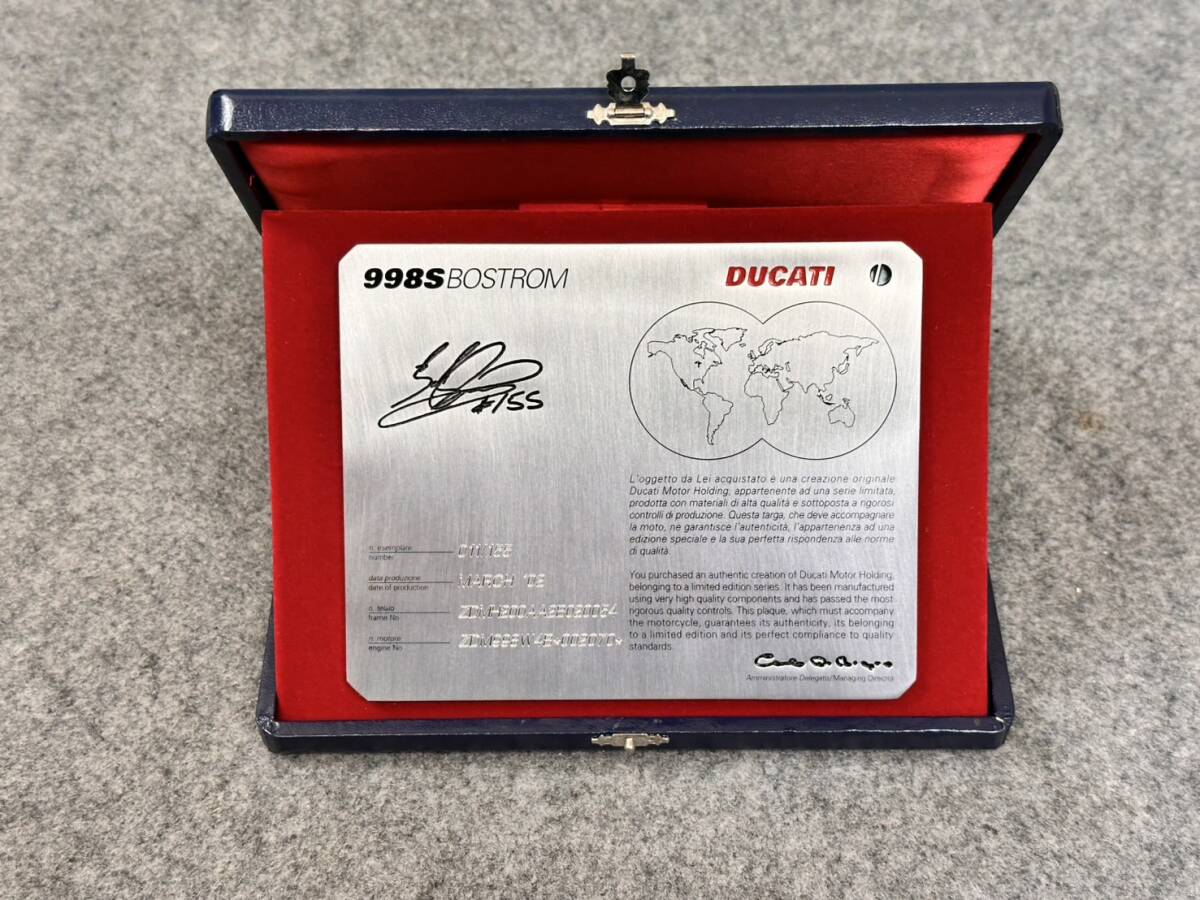 998S BOSTROM
DUCATI
#155
L'oggetto da Lei acquistato è una creazione originale
Ducati Motor Holding, appartenente ad una serie limitata,
prodotta con materiali di alta qualità e sottoposta a rigorosi
controlli di produzione. Questa targa, che deve accompagnare
la moto, ne garantisce l'autenticità, l'appartenenza ad una
edizione speciale e la sua perfetta rispondenza alle norme
di qualità.
n. esemplare
number
011/155
data produzione
date of production
MARCH '02
n. telaio
frame No
n. motore
engine No
You purchased an authentic creation of Ducati Motor Holding,
belonging to a limited edition series. It has been manufactured
using very high quality components and has passed the most
rigorous quality controls. This plaque, which must accompany
the motorcycle, guarantees its authenticity, its belonging
to a limited edition and its perfect compliance to quality
standards.
Amministratore Delegato/Managing Director